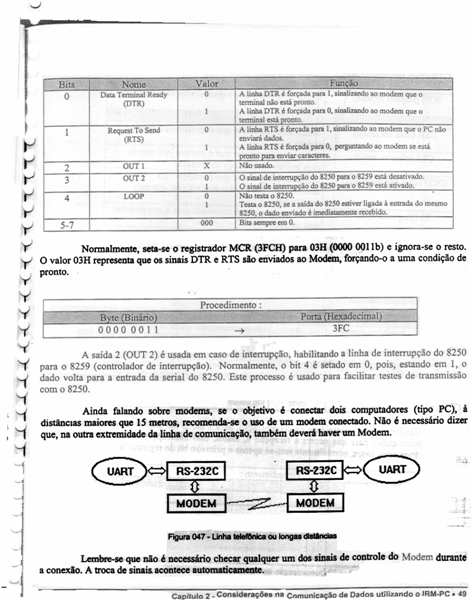 Bits Nome Valor Função
0 Data Terminal Ready 0 A linha DTR é forçada para 1, sinalizando ao modem que o
(DTR) terminal não está pronto.
1 A linha DTR é forçada para 0, sinalizando ao modem que o
terminal está pronto.
1 Request To Send 0 A linha RTS é forçada para 1, sinalizando ao modem que o PC não
(RTS) enviará dados.
1 A linha RTS é forçada para 0, perguntando ao modem se está
pronto para enviar caracteres.
2 OUT 1 X Não usado.
3 OUT 2 0 O sinal de interrupção do 8250 para o 8259 está desativado.
1 O sinal de interrupção do 8250 para o 8259 está ativado.
4 LOOP 0 Não testa o 8250.
1 Testa o 8250, se a saída do 8250 estiver ligada à entrada do mesmo
8250, o dado enviado é imediatamente recebido.
5-7 000 Bits sempre em 0.
Normalmente, seta-se o registrador MCR (3FCH) para 03H (0000 0011b) e ignora-se o resto.
O valor 03H representa que os sinais DTR e RTS são enviados ao Modem, forçando-o a uma condição de
pronto.
Procedimento :
Byte (Binário) Porta (Hexadecimal)
0 0 0 0 0 0 1 1 → 3FC
A saída 2 (OUT 2) é usada em caso de interrupção, habilitando a linha de interrupção do 8250
para o 8259 (controlador de interrupção). Normalmente, o bit 4 é setado em 0, pois, estando em 1, o
dado volta para a entrada da serial do 8250. Este processo é usado para facilitar testes de transmissão
com o 8250.
Ainda falando sobre modems, se o objetivo é conectar dois computadores (tipo PC), à
distâncias maiores que 15 metros, recomenda-se o uso de um modem conectado. Não é necessário dizer
que, na outra extremidade da linha de comunicação, também deverá haver um Modem.
UART RS-232C RS-232C UART
MODEM MODEM
Figura 047 - Linha telefônica ou longas distâncias
Lembre-se que não é necessário checar qualquer um dos sinais de controle do Modem durante
a conexão. A troca de sinais acontece automaticamente.
Capítulo 2 - Considerações na Comunicação de Dados utilizando o IBM-PC • 49